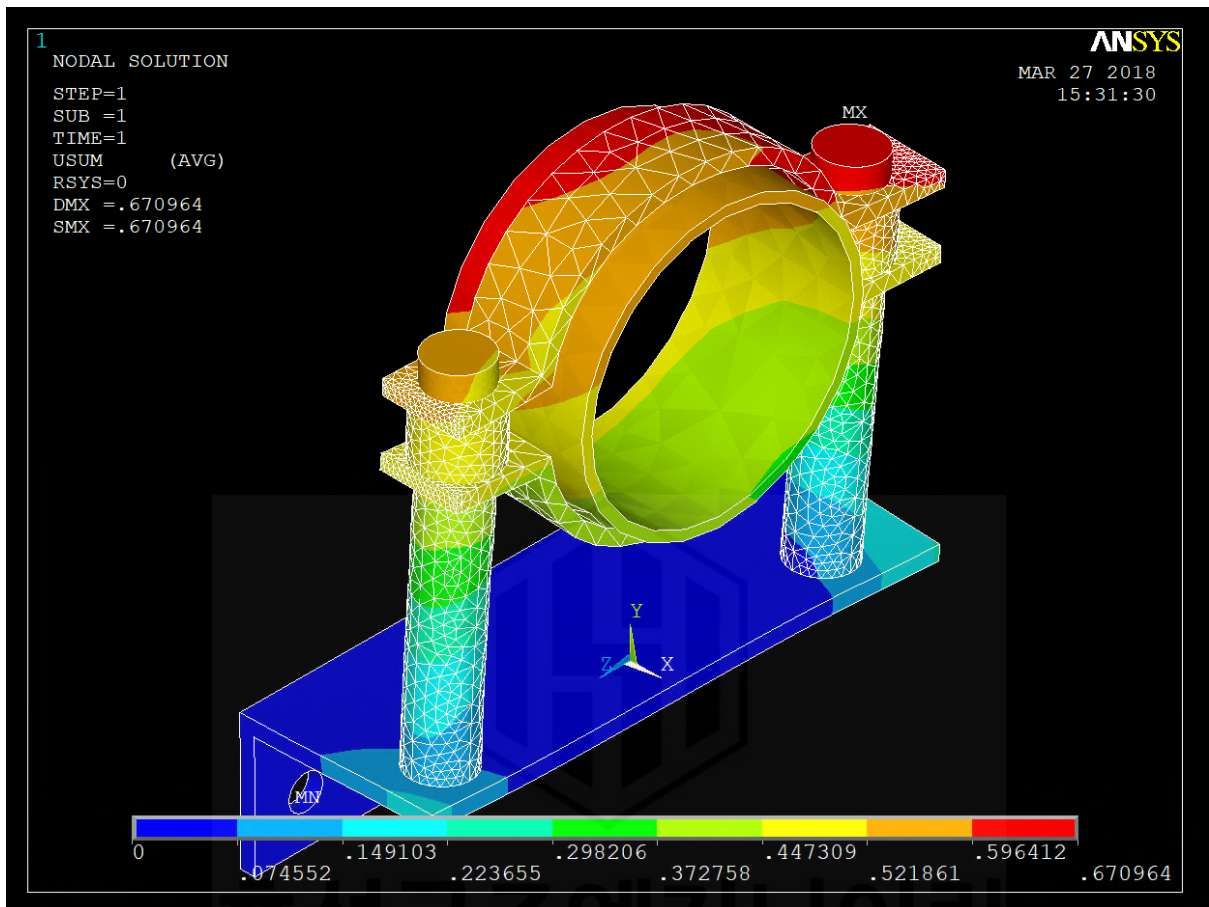 1
ANSYS
NODAL SOLUTION
MAR 27 2018
15:31:30
STEP=1
SUB =1
TIME=1
USUM (AVG)
RSYS=0
DMX =.670964
SMX =.670964
MX
Y
Z X
MN
0 .149103 .298206 .447309 .596412
.074552 .223655 .372758 .521861 .670964